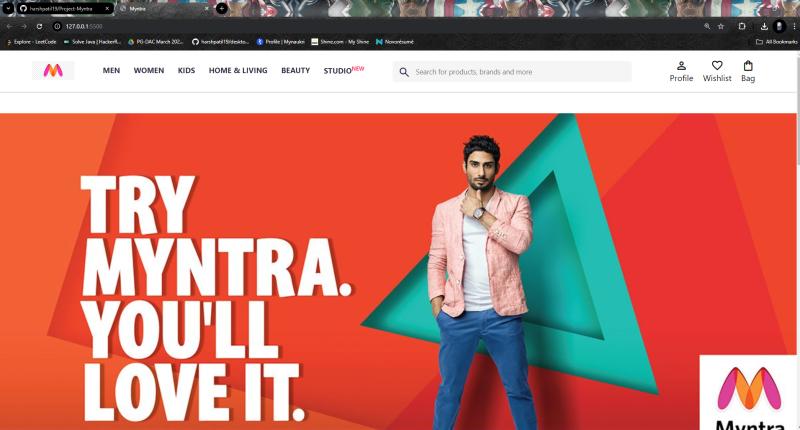 harshpatil19/Project-Myntra
Myntra
127.0.0.1:5500
Explore - LeetCode
Solve Java | HackerR...
PG-DAC March 202...
harshpatil19/deskto...
Profile | Mynaukri
Shine.com - My Shine
Novorésumé
All Bookmarks
MEN
WOMEN
KIDS
HOME & LIVING
BEAUTY
STUDIO NEW
Search for products, brands and more
Profile
Wishlist
Bag
TRY
MYNTRA.
YOU'LL
LOVE IT.
Myntra